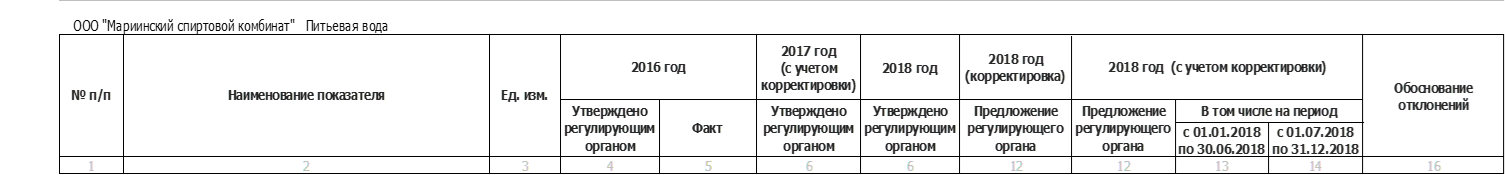 ООО "Мариинский спиртовой комбинат"   Питьевая вода
№ п/п
Наименование показателя
Ед. изм.
2016 год
2017 год
(с учетом
корректировки)
2018 год
2018 год
(корректировка)
2018 год  (с учетом корректировки)
Обоснование
отклонений
Утверждено
регулирующим
органом
Факт
Утверждено
регулирующим
органом
Утверждено
регулирующим
органом
Предложение
регулирующего
органа
Предложение
регулирующего
органа
В том числе на период
с 01.01.2018
по 30.06.2018
с 01.07.2018
по 31.12.2018
1 2 3 4 5 6 6 12 12 13 14 16